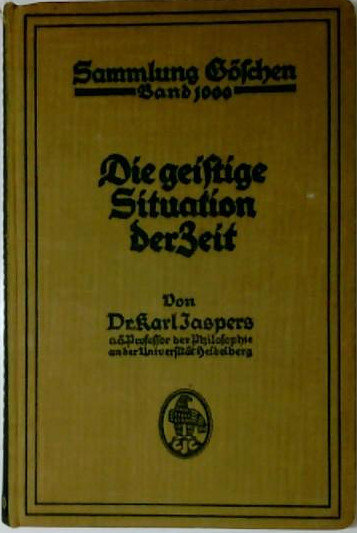 Sammlung Göschen
Band 1000
Die geistige
Situation
der Zeit
Von
Dr. Karl Jaspers
a. ö. Professor der Philosophie
an der Universität Heidelberg